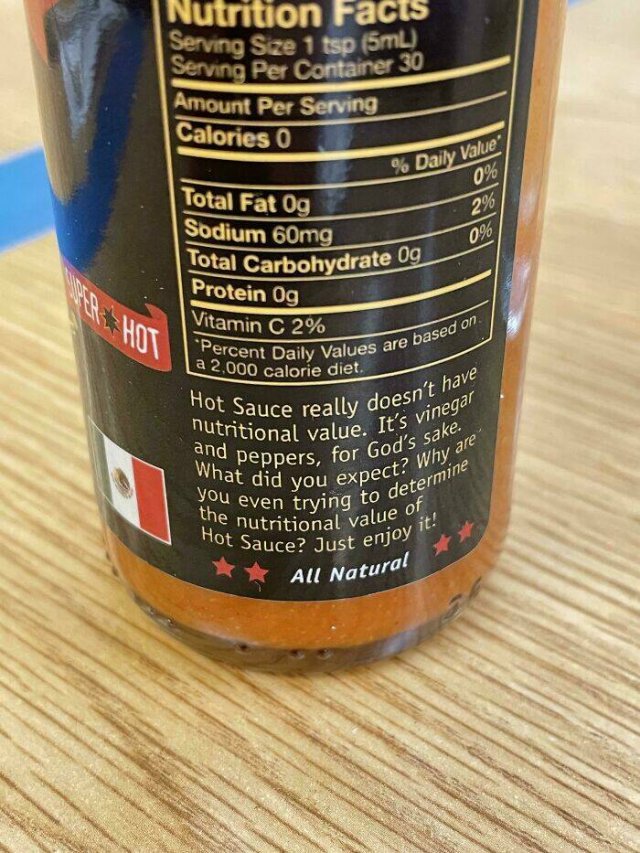 Nutrition Facts
Serving Size 1 tsp (5mL)
Serving Per Container 30
Amount Per Serving
Calories 0
% Daily Value*
Total Fat 0g 0%
Sodium 60mg 2%
Total Carbohydrate 0g 0%
Protein 0g
Vitamin C 2%
*Percent Daily Values are based on
a 2,000 calorie diet.
SUPER HOT
Hot Sauce really doesn't have
nutritional value. It's vinegar
and peppers, for God's sake.
What did you expect? Why are
you even trying to determine
the nutritional value of
Hot Sauce? Just enjoy it!
All Natural